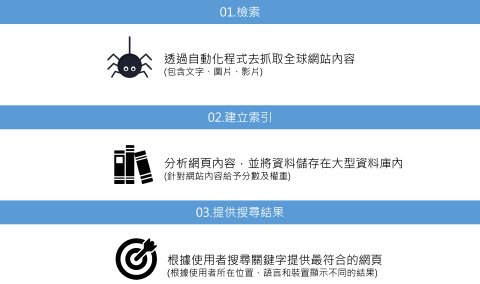 01.檢索
透過自動化程式去抓取全球網站內容
(包含文字、圖片、影片)
02.建立索引
分析網頁內容，並將資料儲存在大型資料庫內
(針對網站內容給予分數及權重)
03.提供搜尋結果
根據使用者搜尋關鍵字提供最符合的網頁
(根據使用者所在位置、語言和裝置顯示不同的結果)